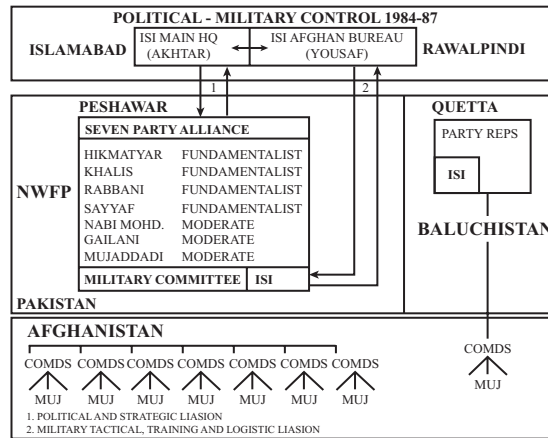 POLITICAL - MILITARY CONTROL 1984-87
ISLAMABAD
ISI MAIN HQ
(AKHTAR)
ISI AFGHAN BUREAU
(YOUSAF)
RAWALPINDI
1
2
PESHAWAR
SEVEN PARTY ALLIANCE
HIKMATYAR FUNDAMENTALIST
KHALIS FUNDAMENTALIST
RABBANI FUNDAMENTALIST
SAYYAF FUNDAMENTALIST
NABI MOHD. MODERATE
GAILANI MODERATE
MUJADDADI MODERATE
MILITARY COMMITTEE ISI
NWFP
PAKISTAN
QUETTA
PARTY REPS
ISI
BALUCHISTAN
AFGHANISTAN
COMDS COMDS COMDS COMDS COMDS COMDS COMDS
MUJ MUJ MUJ MUJ MUJ MUJ MUJ
COMDS
MUJ
1. POLITICAL AND STRATEGIC LIASION
2. MILITARY TACTICAL, TRAINING AND LOGISTIC LIASION